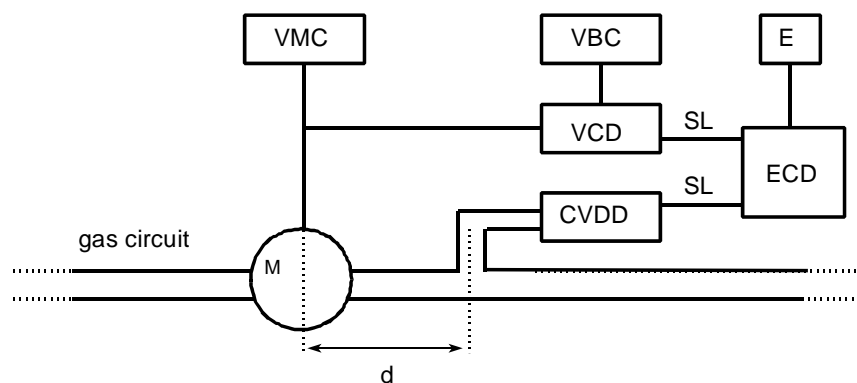 VMC
VBC
E
VCD
SL
ECD
SL
CVDD
gas circuit
M
d